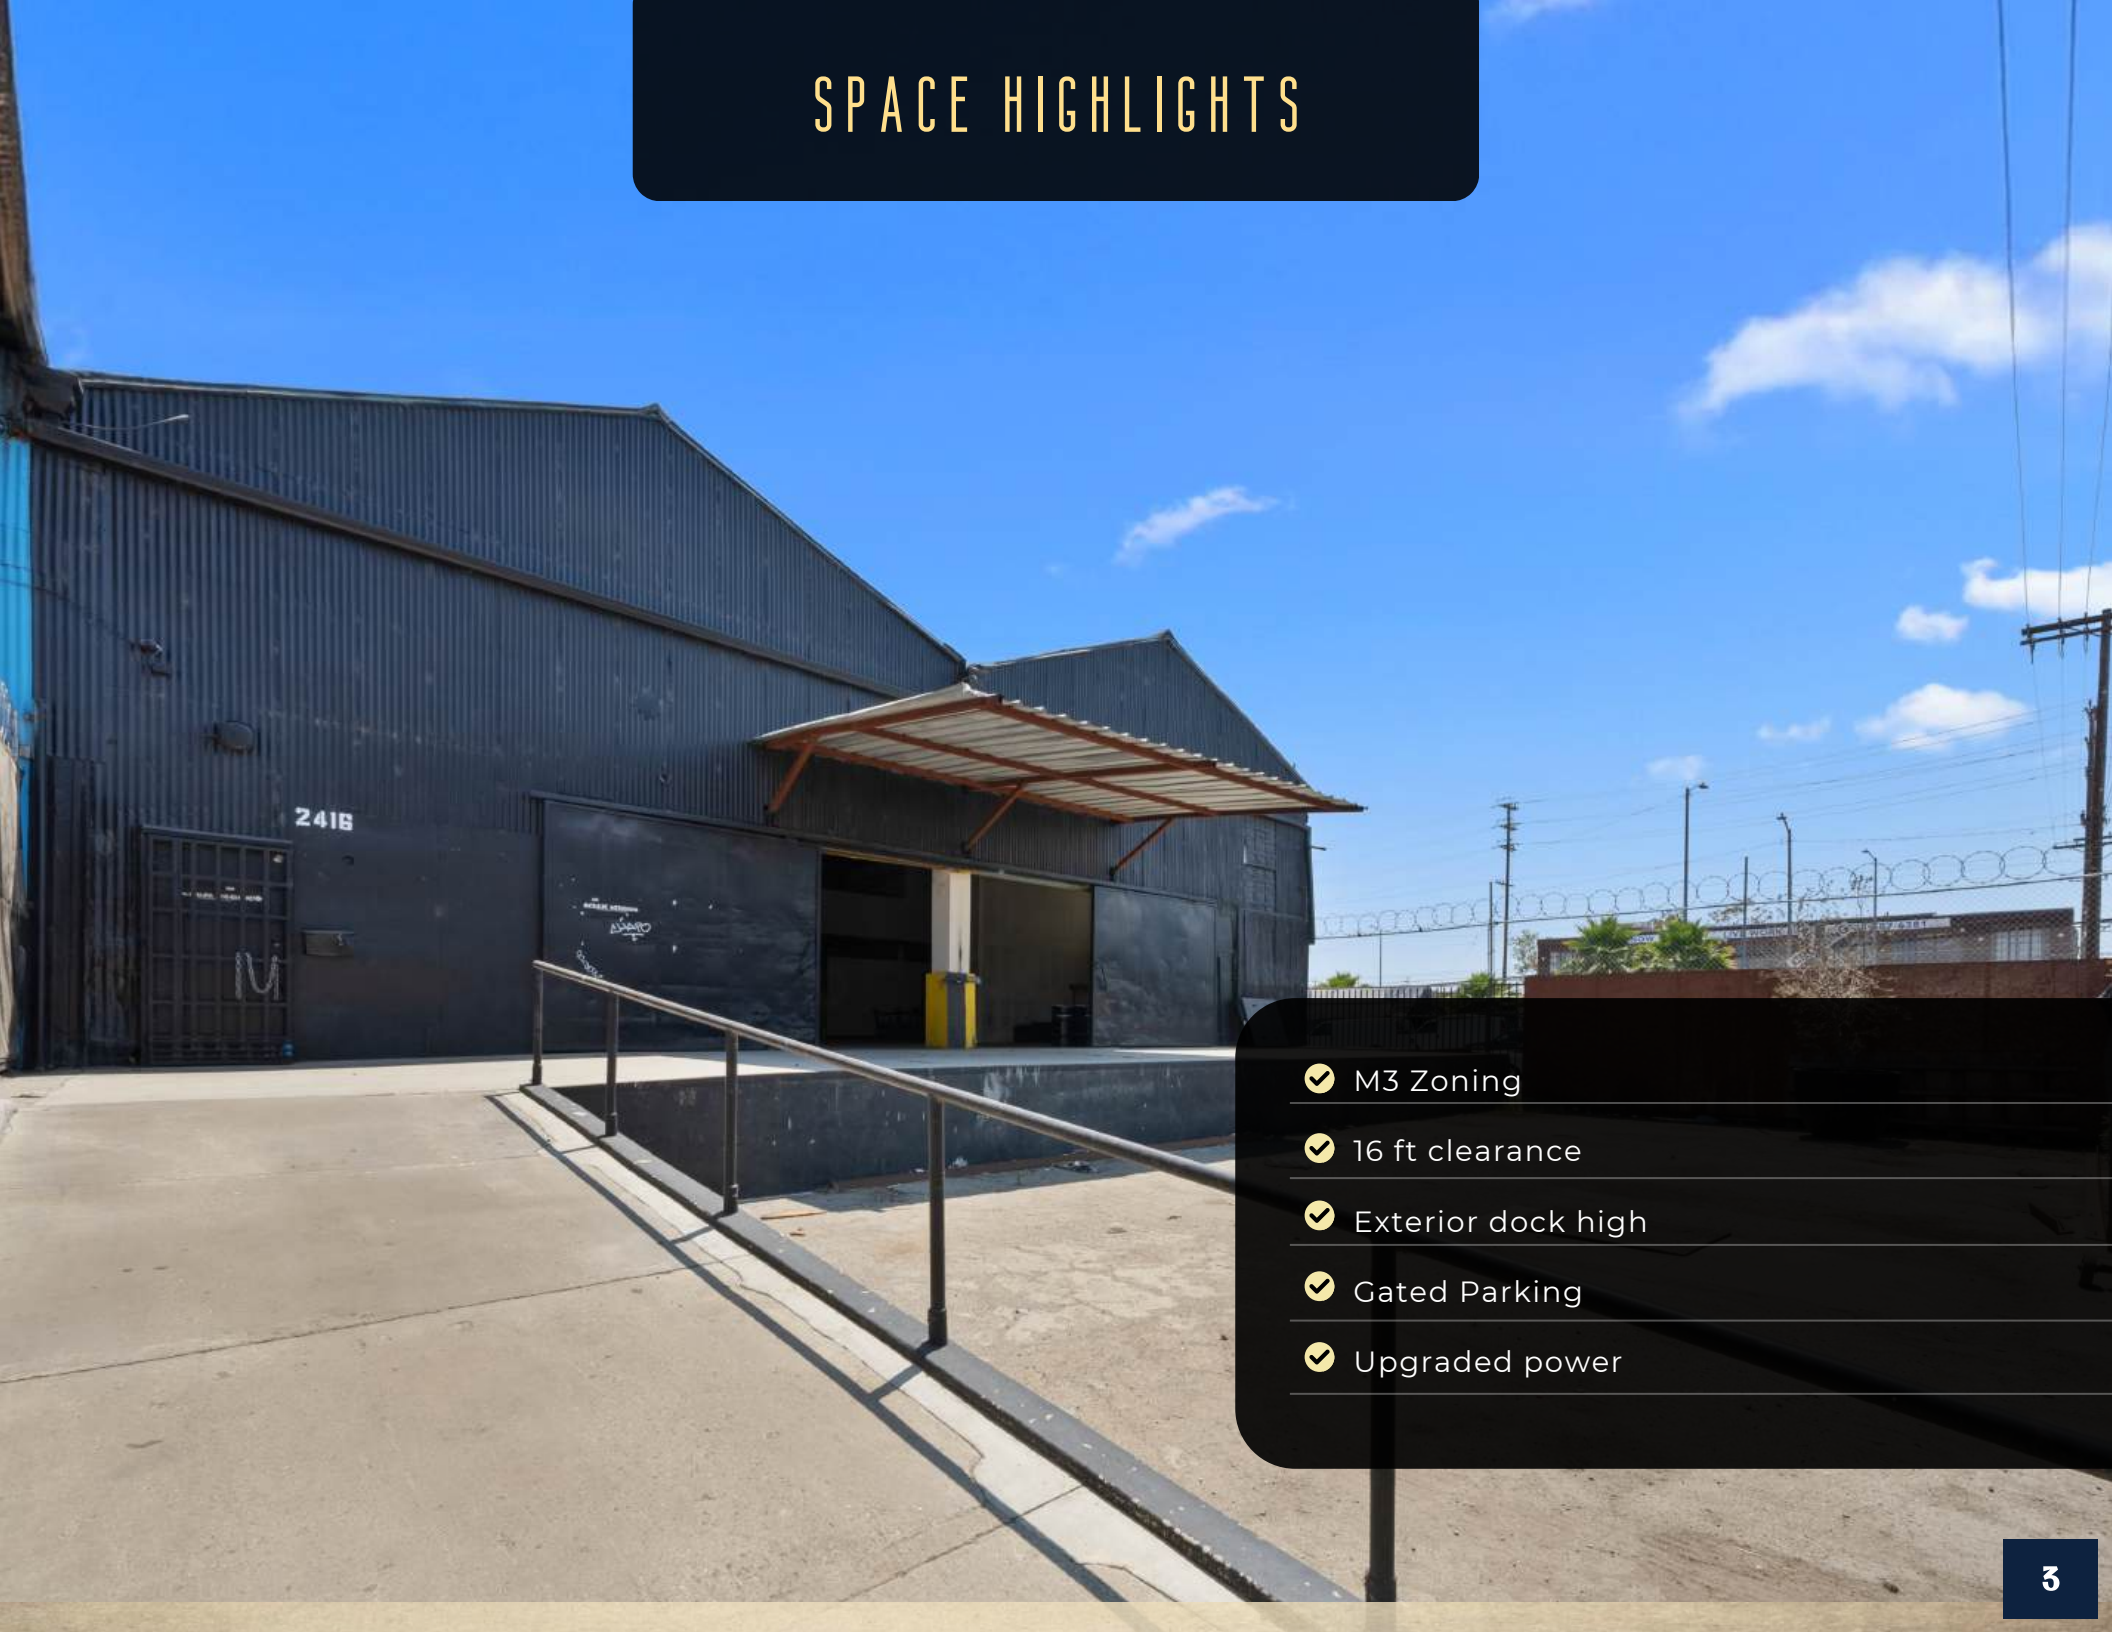 SPACE HIGHLIGHTS
2416
M3 Zoning
16 ft clearance
Exterior dock high
Gated Parking
Upgraded power
3